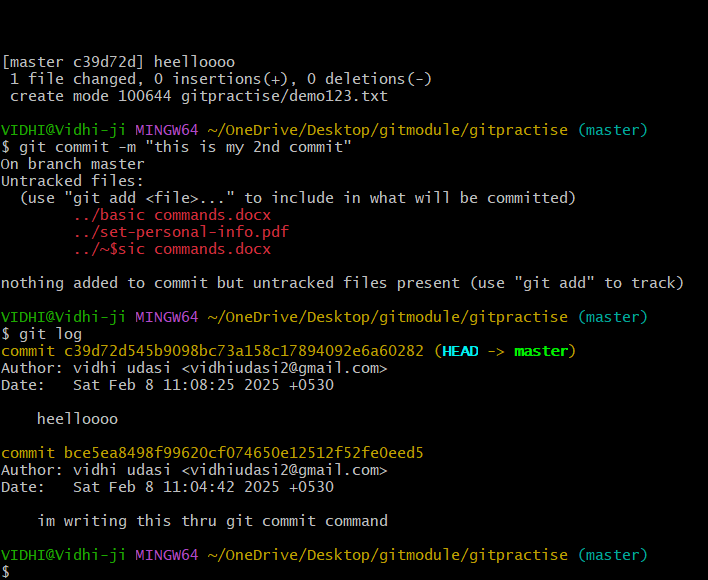 [master c39d72d] heelloooo
 1 file changed, 0 insertions(+), 0 deletions(-)
 create mode 100644 gitpractise/demo123.txt

VIDHI@Vidhi-ji MINGW64 ~/OneDrive/Desktop/gitmodule/gitpractise (master)
$ git commit -m "this is my 2nd commit"
On branch master
Untracked files:
  (use "git add <file>..." to include in what will be committed)
        ../basic commands.docx
        ../set-personal-info.pdf
        ../~$sic commands.docx

nothing added to commit but untracked files present (use "git add" to track)

VIDHI@Vidhi-ji MINGW64 ~/OneDrive/Desktop/gitmodule/gitpractise (master)
$ git log
commit c39d72d545b9098bc73a158c17894092e6a60282 (HEAD -> master)
Author: vidhi udasi <vidhiudasi2@gmail.com>
Date:   Sat Feb 8 11:08:25 2025 +0530

    heelloooo

commit bce5ea8498f99620cf074650e12512f52fe0eed5
Author: vidhi udasi <vidhiudasi2@gmail.com>
Date:   Sat Feb 8 11:04:42 2025 +0530

    im writing this thru git commit command

VIDHI@Vidhi-ji MINGW64 ~/OneDrive/Desktop/gitmodule/gitpractise (master)
$